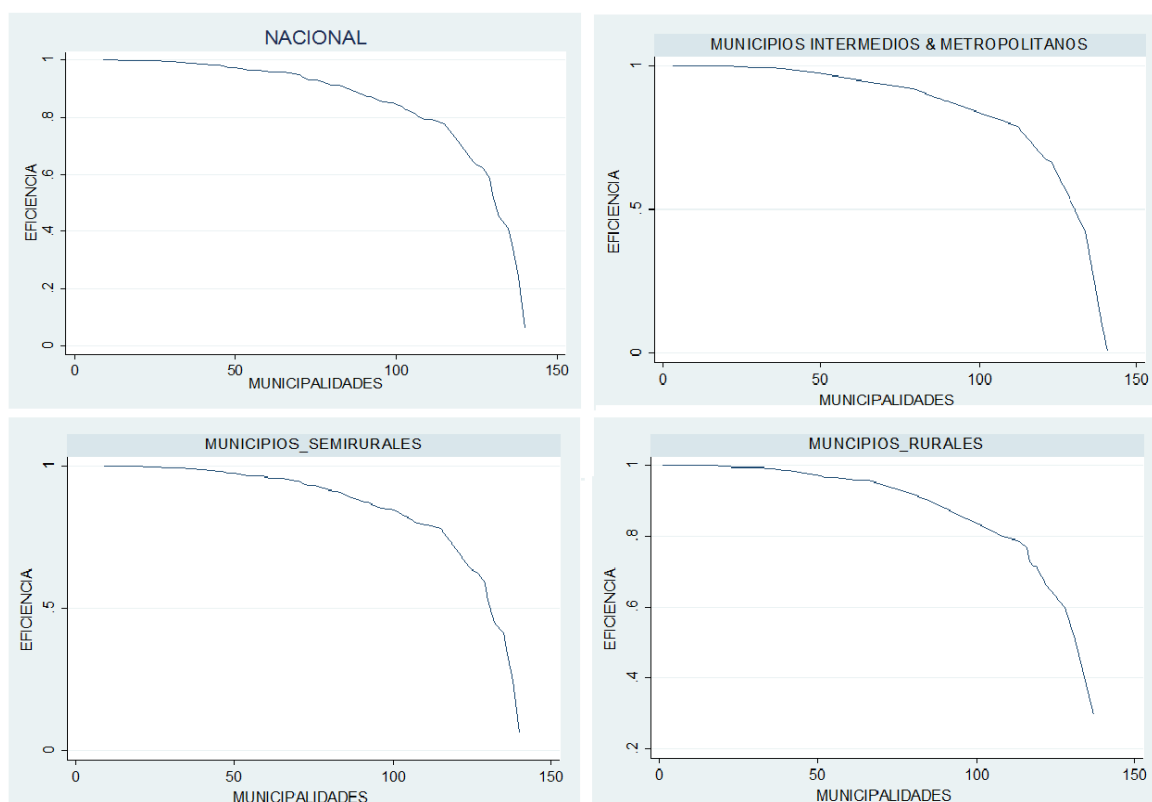 NACIONAL
EFICIENCIA
1
.8
.6
.4
.2
0
0 50 100 150
MUNICIPALIDADES
MUNICIPIOS INTERMEDIOS & METROPOLITANOS
EFICIENCIA
1
.5
0
0 50 100 150
MUNICIPALIDADES
MUNICIPIOS_SEMIRURALES
EFICIENCIA
1
.5
0
0 50 100 150
MUNICIPALIDADES
MUNCIPIOS_RURALES
EFICIENCIA
1
.8
.6
.4
.2
0 50 100 150
MUNICIPALIDADES